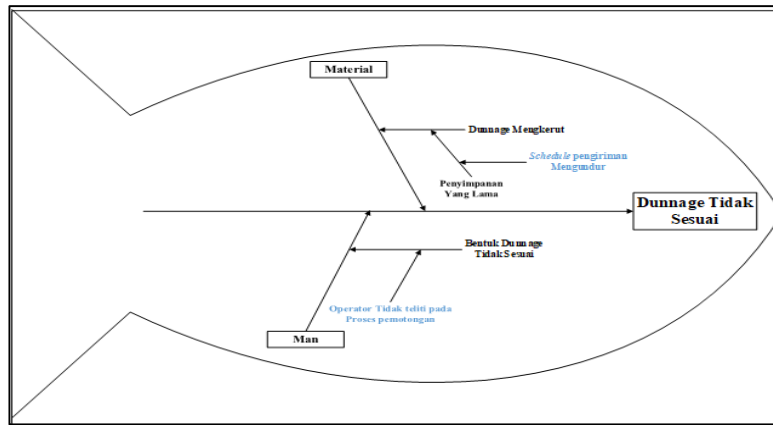 Material
Dunnage Mengkerut
Schedule pengiriman
Mengundur
Penyimpanan
Yang Lama
Dunnage Tidak
Sesuai
Bentuk Dunnage
Tidak Sesuai
Operator Tidak teliti pada
Proses pemotongan
Man